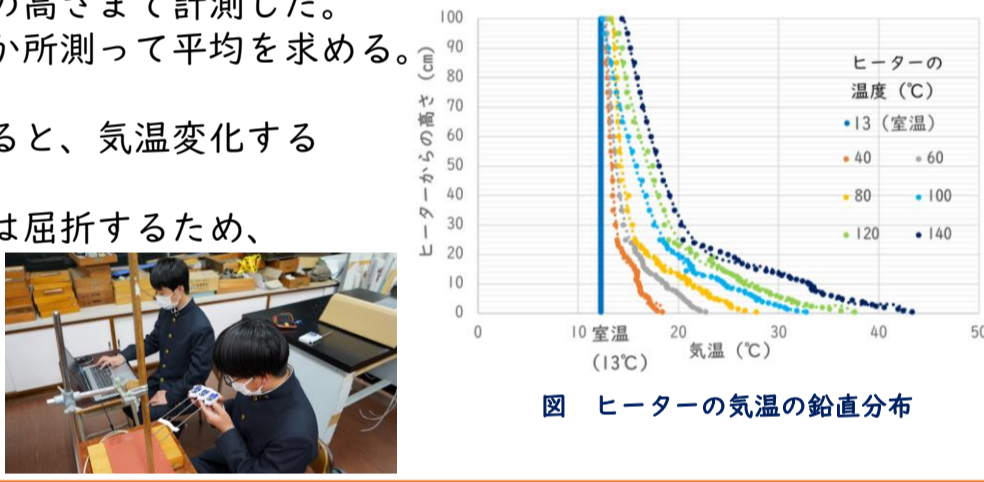 の高さまで計測した。
か所測って平均を求める。
ると、気温変化する
は屈折するため、
ヒーターからの高さ（cm）
100
90
80
70
60
50
40
30
20
10
0
0
10
20
30
40
50
室温
(13℃)
気温（℃）
ヒーターの
温度（℃）
13（室温）
40 60
80 100
120 140
図 ヒーターの気温の鉛直分布